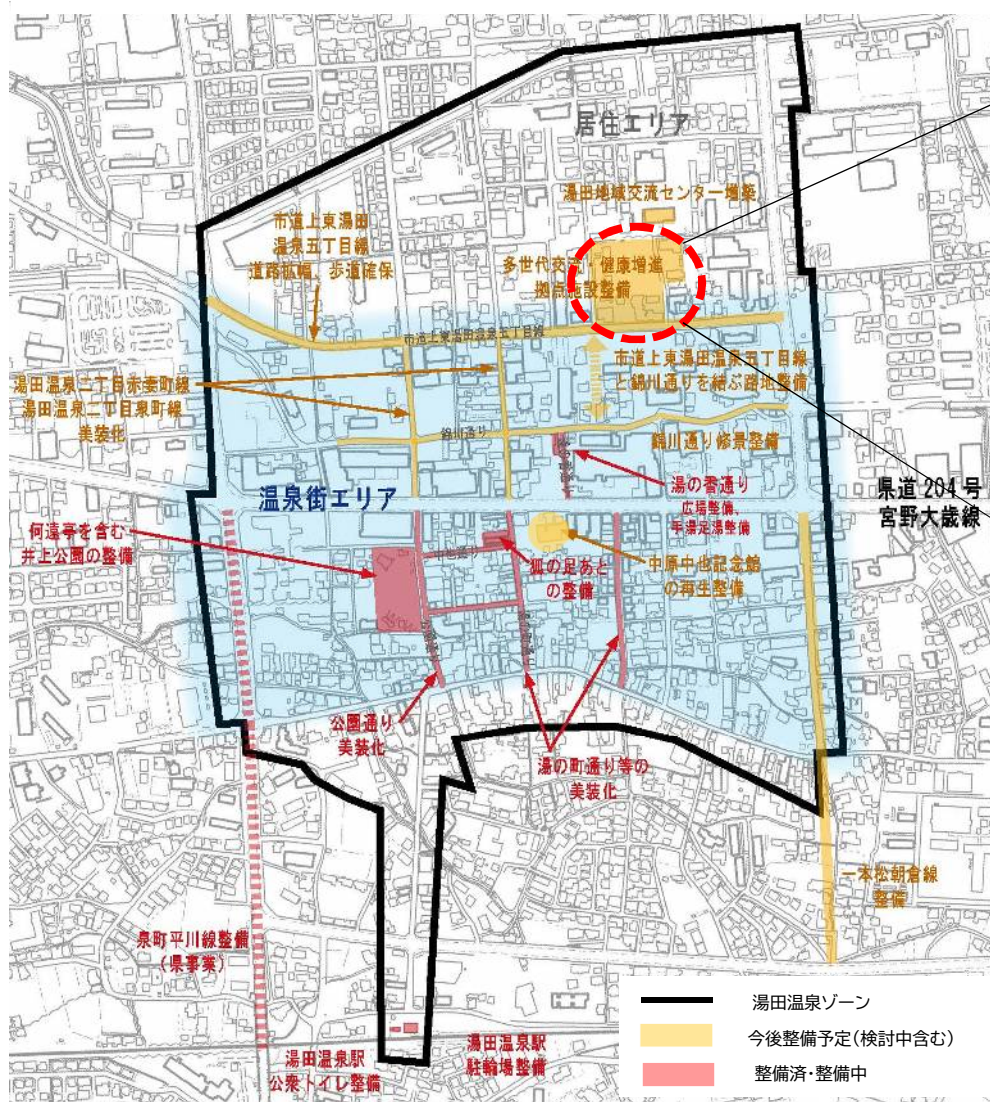 居住エリア
湯田地域交流センター増築
市道上東湯田
温泉五丁目線
道路拡幅、歩道確保
多世代交流・健康増進
拠点施設整備
市道上東湯田温泉五丁目線
湯田温泉二丁目赤妻町線
湯田温泉二丁目泉町線
美装化
市道上東湯田温泉五丁目線
と錦川通りを結ぶ路地整備
錦川通り
錦川通り修景整備
温泉街エリア
湯の香通り
広場整備、
手湯足湯整備
県道204号
宮野大歳線
何遠亭を含む
井上公園の整備
中也通り
狐の足あと
の整備
中原中也記念館
の再生整備
公園通り
美装化
湯の町通り等の
美装化
一本松朝倉線
整備
泉町平川線整備
（県事業）
湯田温泉駅
公衆トイレ整備
湯田温泉駅
駐輪場整備
湯田温泉ゾーン
今後整備予定(検討中含む)
整備済・整備中